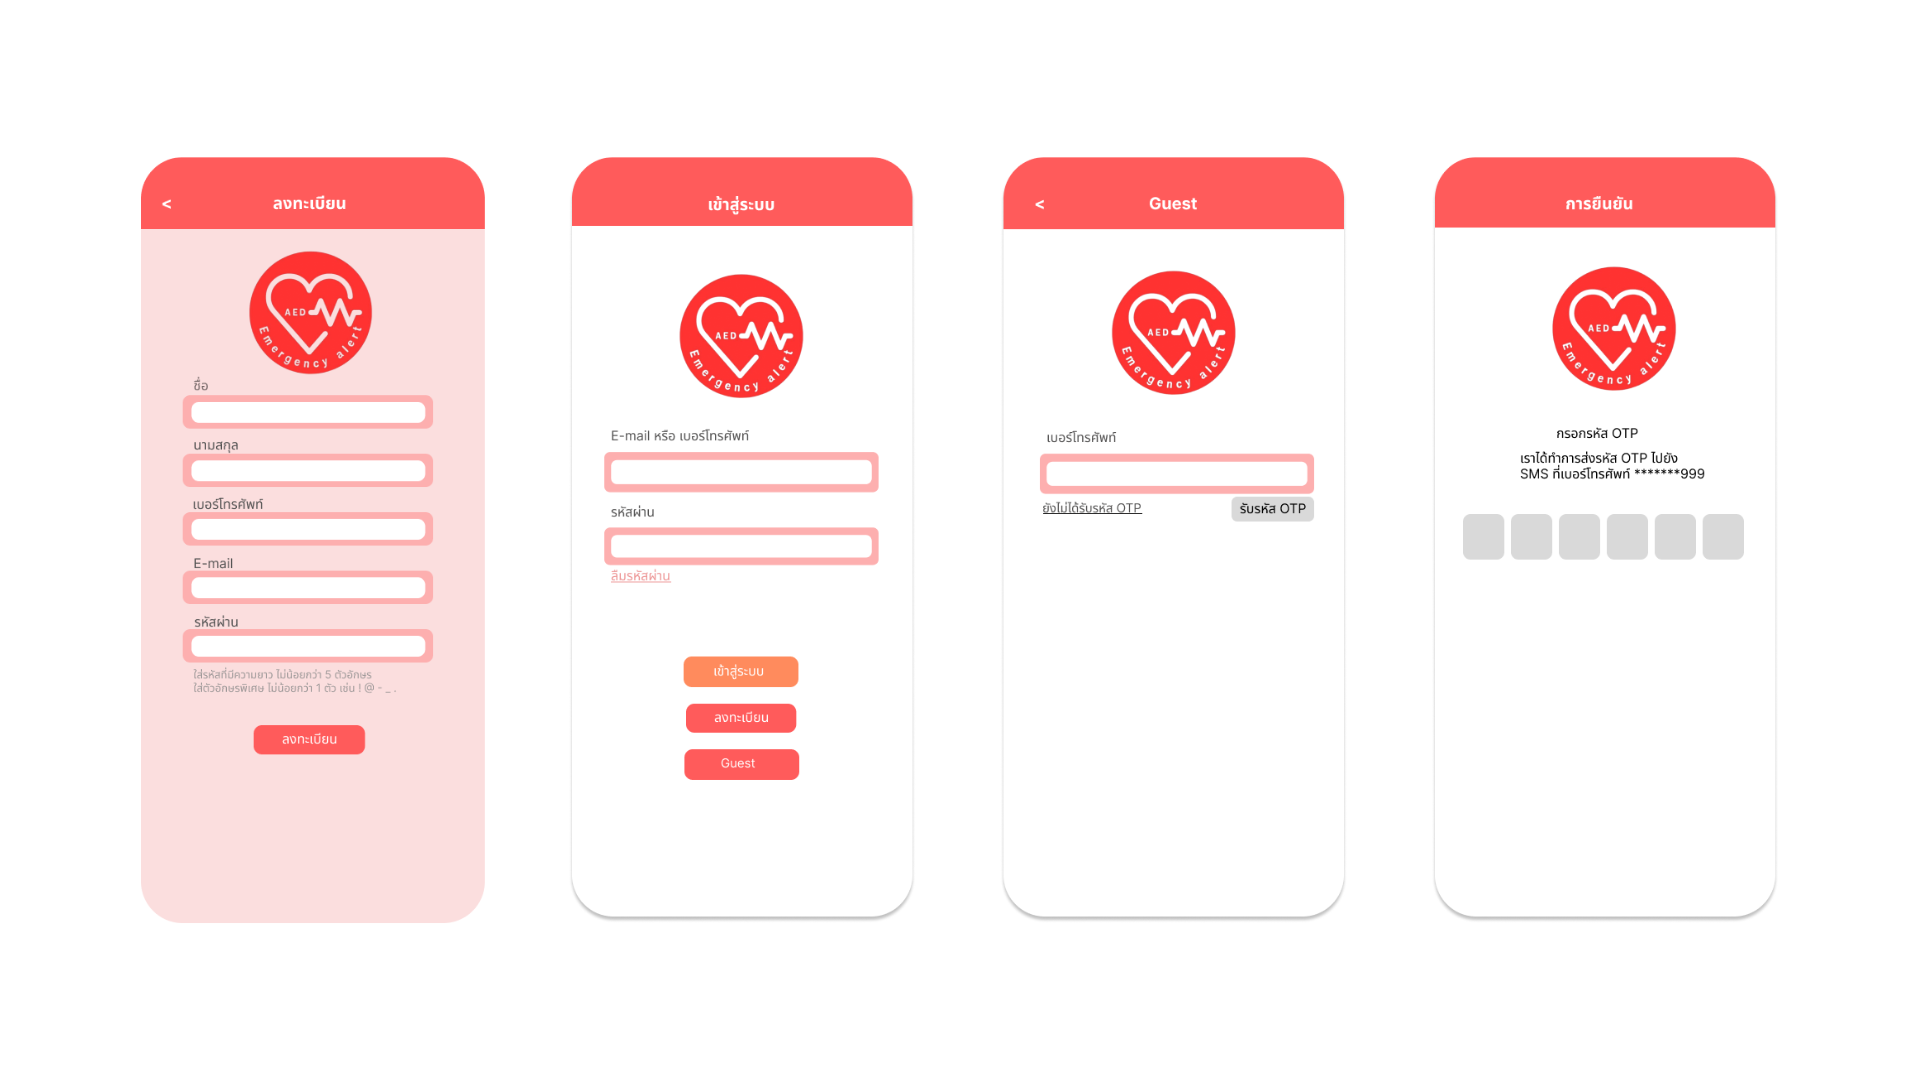 < ลงทะเบียน
AED
Emergency alert
ชื่อ
นามสกุล
เบอร์โทรศัพท์
E-mail
รหัสผ่าน
ใส่รหัสที่มีความยาว ไม่น้อยกว่า 5 ตัวอักษร
ใส่ตัวอักษรพิเศษ ไม่น้อยกว่า 1 ตัว เช่น ! @ - _ .
ลงทะเบียน
เข้าสู่ระบบ
AED
Emergency alert
E-mail หรือ เบอร์โทรศัพท์
รหัสผ่าน
ลืมรหัสผ่าน
เข้าสู่ระบบ
ลงทะเบียน
Guest
< Guest
AED
Emergency alert
เบอร์โทรศัพท์
ยังไม่ได้รับรหัส OTP รับรหัส OTP
การยืนยัน
AED
Emergency alert
กรอกรหัส OTP
เราได้ทำการส่งรหัส OTP ไปยัง
SMS ที่เบอร์โทรศัพท์ *******999